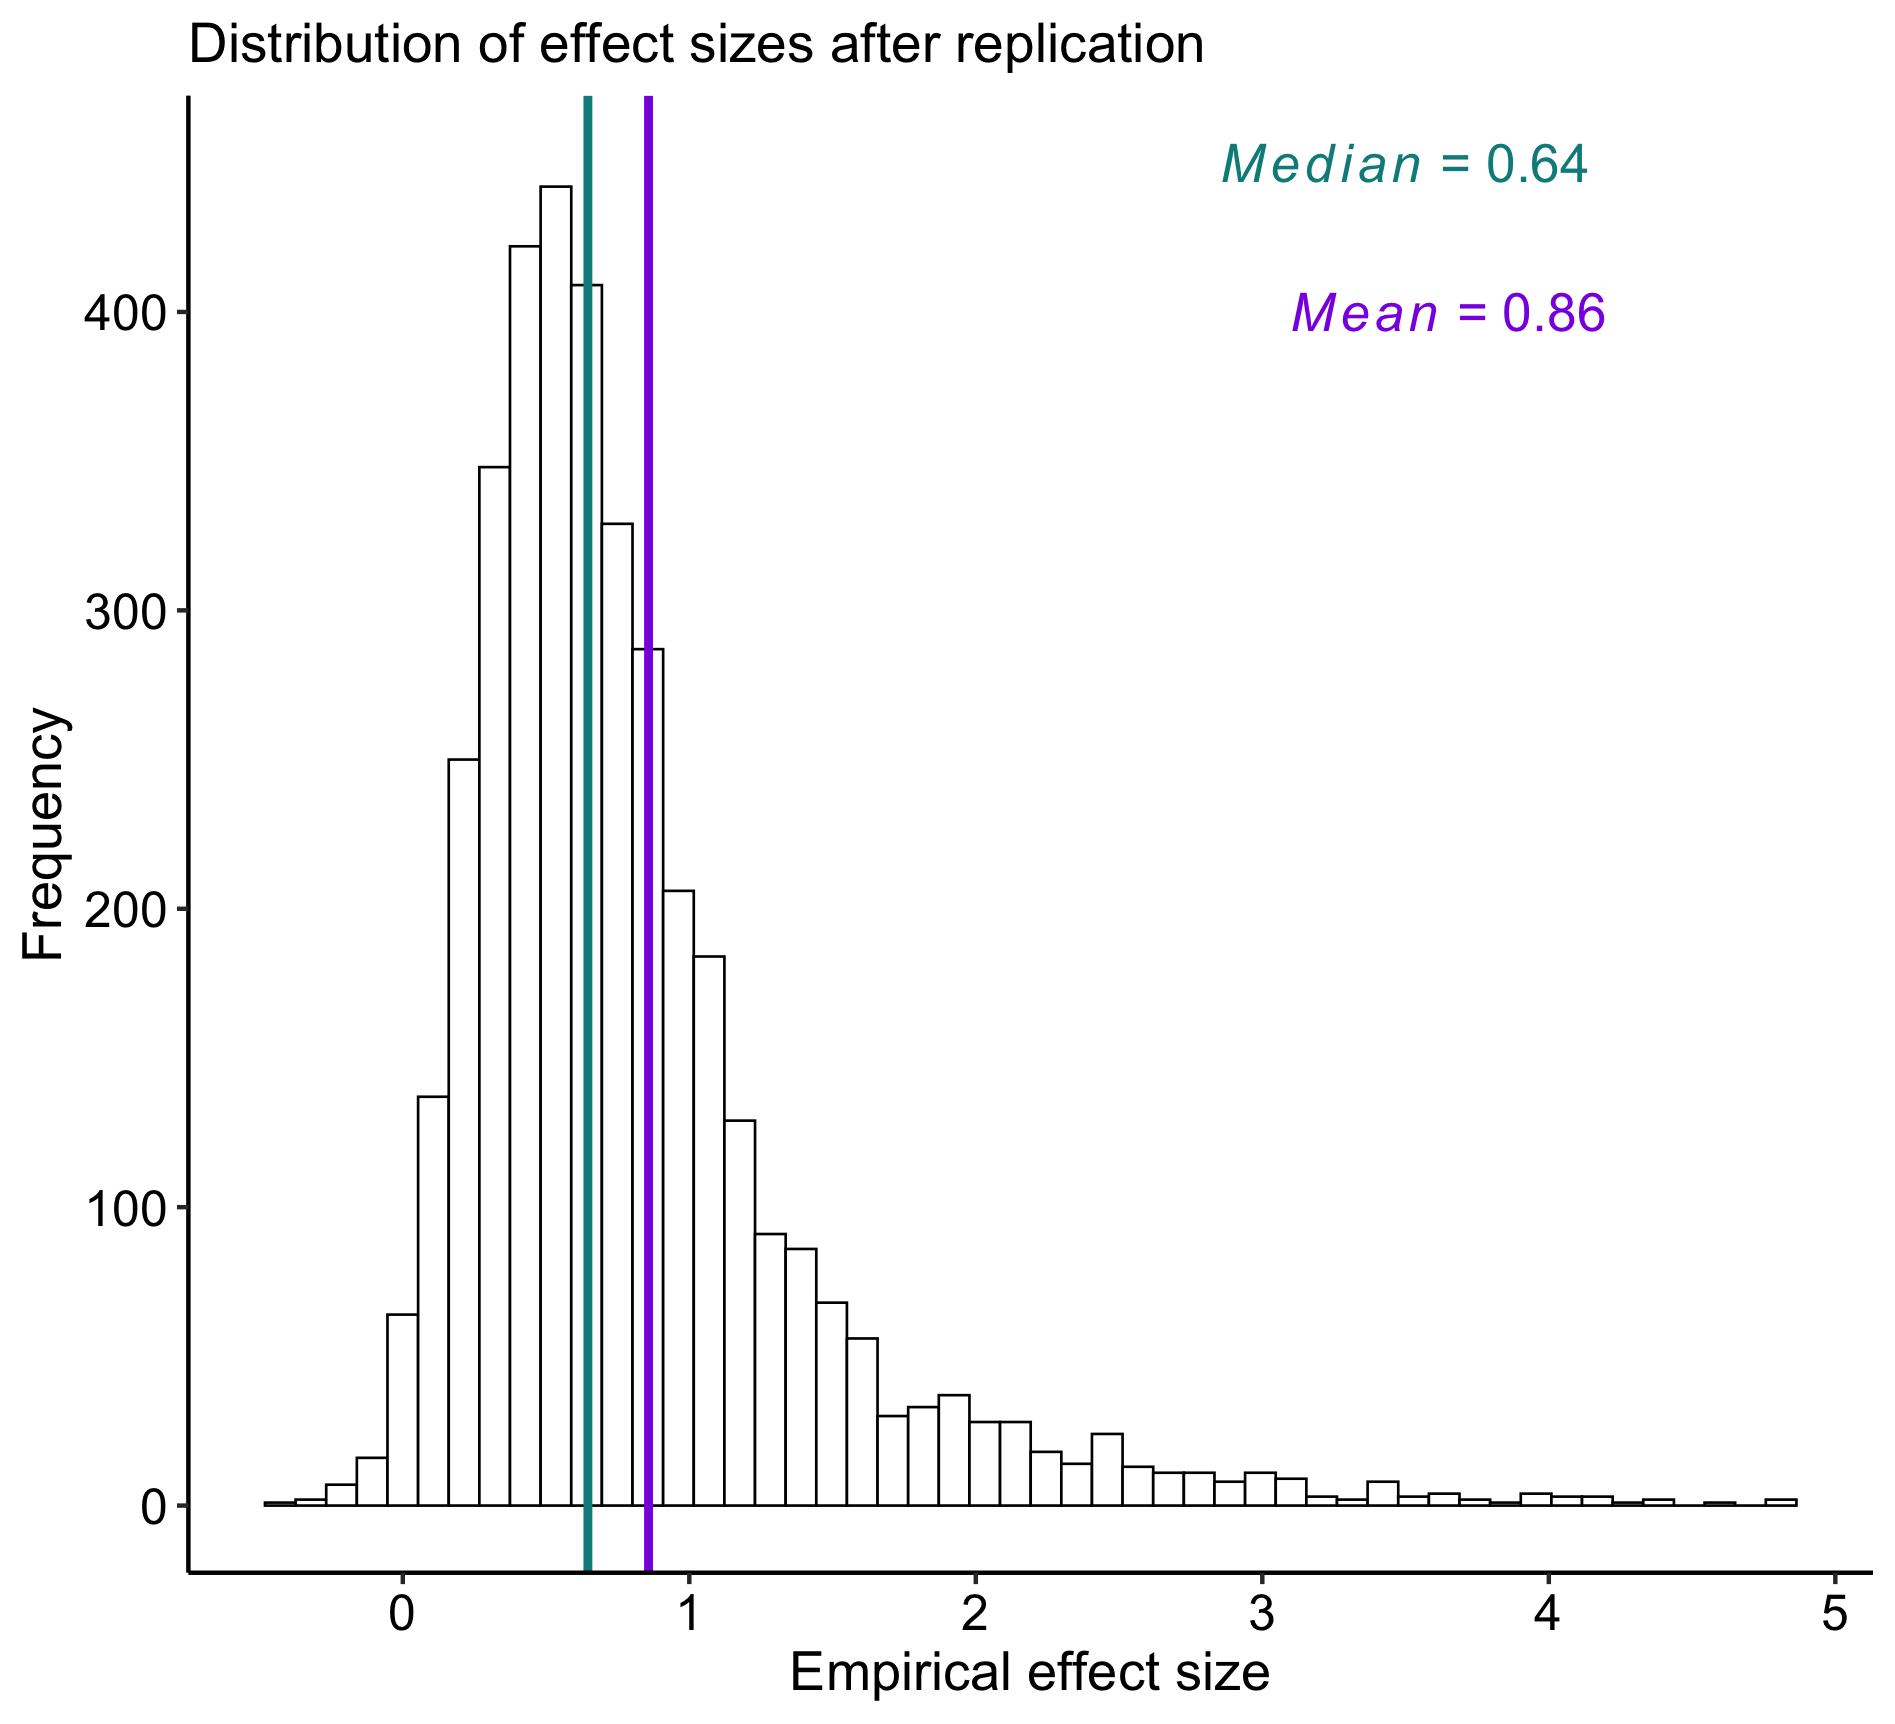 Distribution of effect sizes after replication
Median = 0.64
Mean = 0.86
400
300
200
100
0
Frequency
0 1 2 3 4 5
Empirical effect size